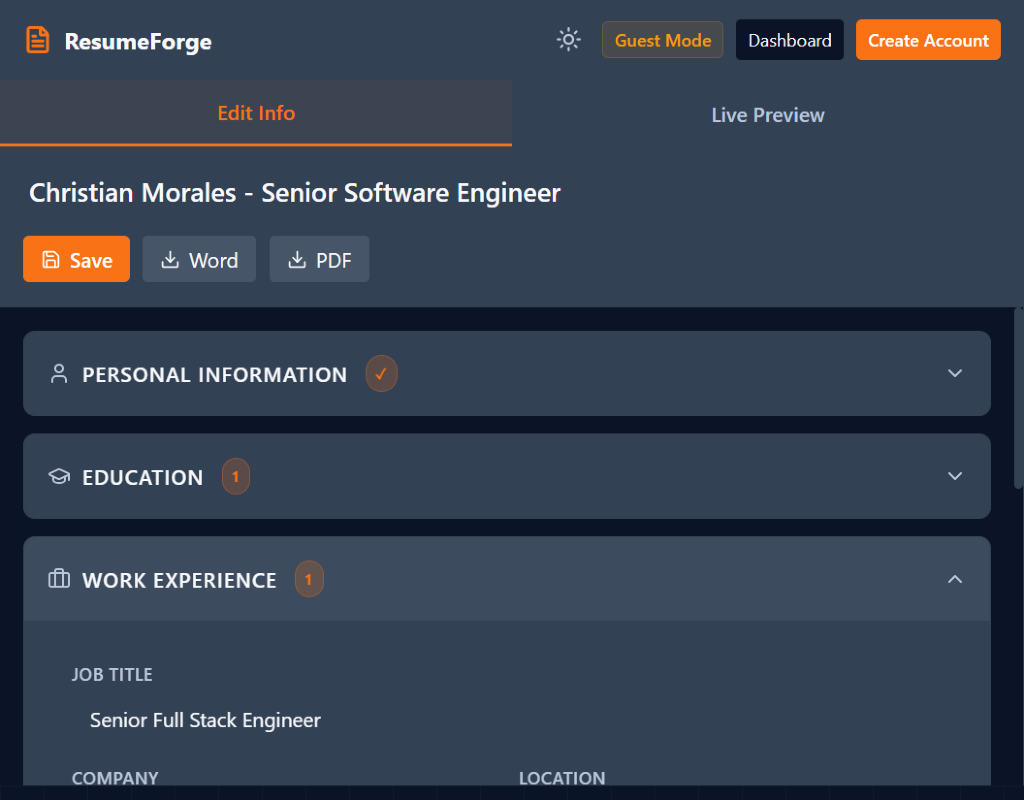 ResumeForge
Guest Mode
Dashboard
Create Account
Edit Info
Live Preview
Christian Morales - Senior Software Engineer
Save
Word
PDF
PERSONAL INFORMATION ✓
EDUCATION 1
WORK EXPERIENCE 1
JOB TITLE
Senior Full Stack Engineer
COMPANY
LOCATION